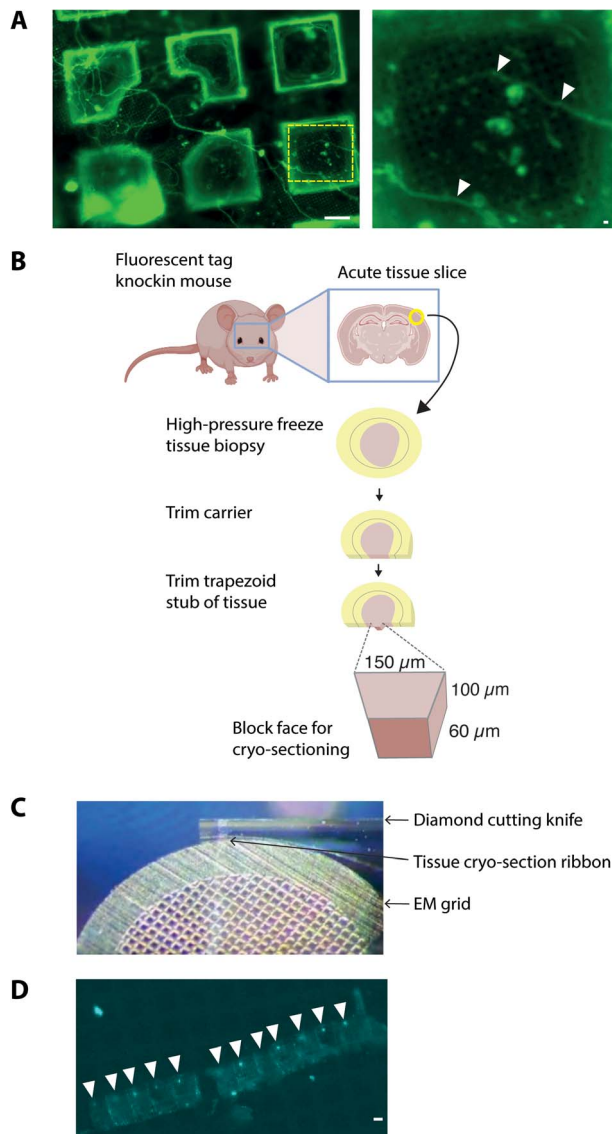 A
B
Fluorescent tag
knockin mouse
Acute tissue slice
High-pressure freeze
tissue biopsy
Trim carrier
Trim trapezoid
stub of tissue
150 µm
100 µm
60 µm
Block face for
cryo-sectioning
C
Diamond cutting knife
Tissue cryo-section ribbon
EM grid
D